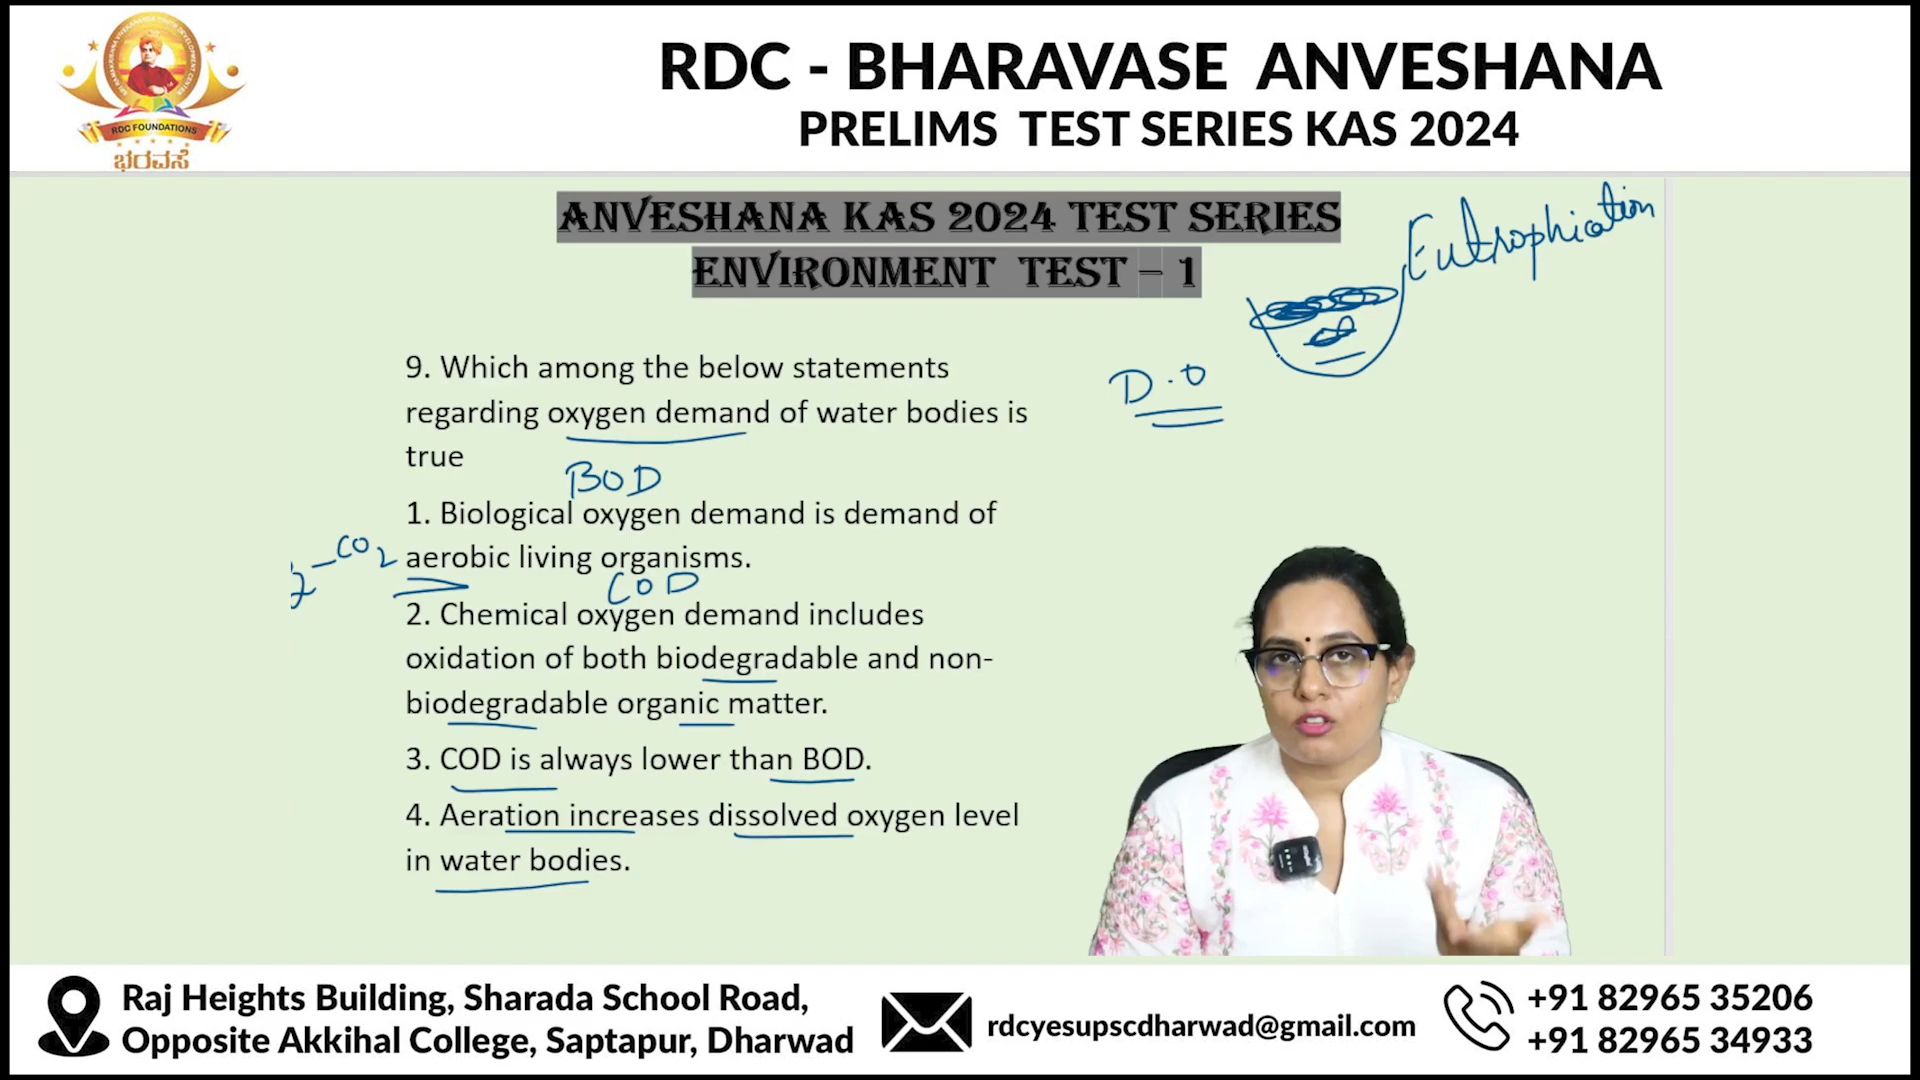 RDC - BHARAVASE ANVESHANA
PRELIMS TEST SERIES KAS 2024
RDC FOUNDATIONS
ಭರವಸೆ
ANVESHANA KAS 2024 TEST SERIES
ENVIRONMENT TEST – 1
Eutrophication
9. Which among the below statements
regarding oxygen demand of water bodies is
true
D.O
BOD
1. Biological oxygen demand is demand of
aerobic living organisms.
CO2
COD
2. Chemical oxygen demand includes
oxidation of both biodegradable and non-
biodegradable organic matter.
3. COD is always lower than BOD.
4. Aeration increases dissolved oxygen level
in water bodies.
Raj Heights Building, Sharada School Road,
Opposite Akkihal College, Saptapur, Dharwad
rdcyesupscdharwad@gmail.com
+91 82965 35206
+91 82965 34933